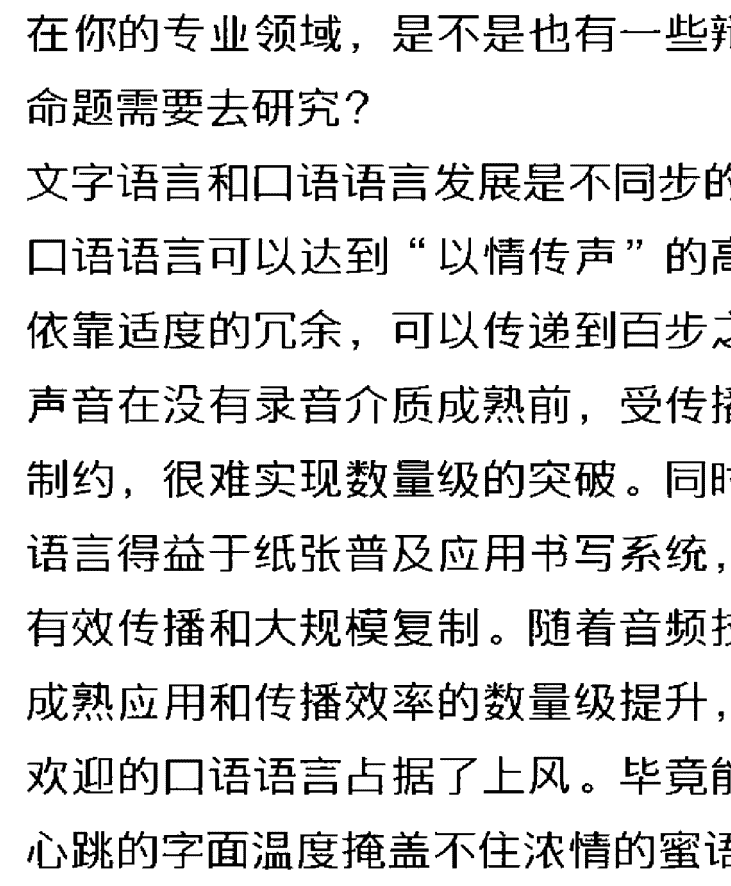 在你的专业领域，是不是也有一些
命题需要去研究？
文字语言和口语语言发展是不同步的
口语语言可以达到“以情传声”的高
依靠适度的冗余，可以传递到百步之
声音在没有录音介质成熟前，受传播
制约，很难实现数量级的突破。同时
语言得益于纸张普及应用书写系统，
有效传播和大规模复制。随着音频技
成熟应用和传播效率的数量级提升，
欢迎的口语语言占据了上风。毕竟能
心跳的字面温度掩盖不住浓情的蜜语